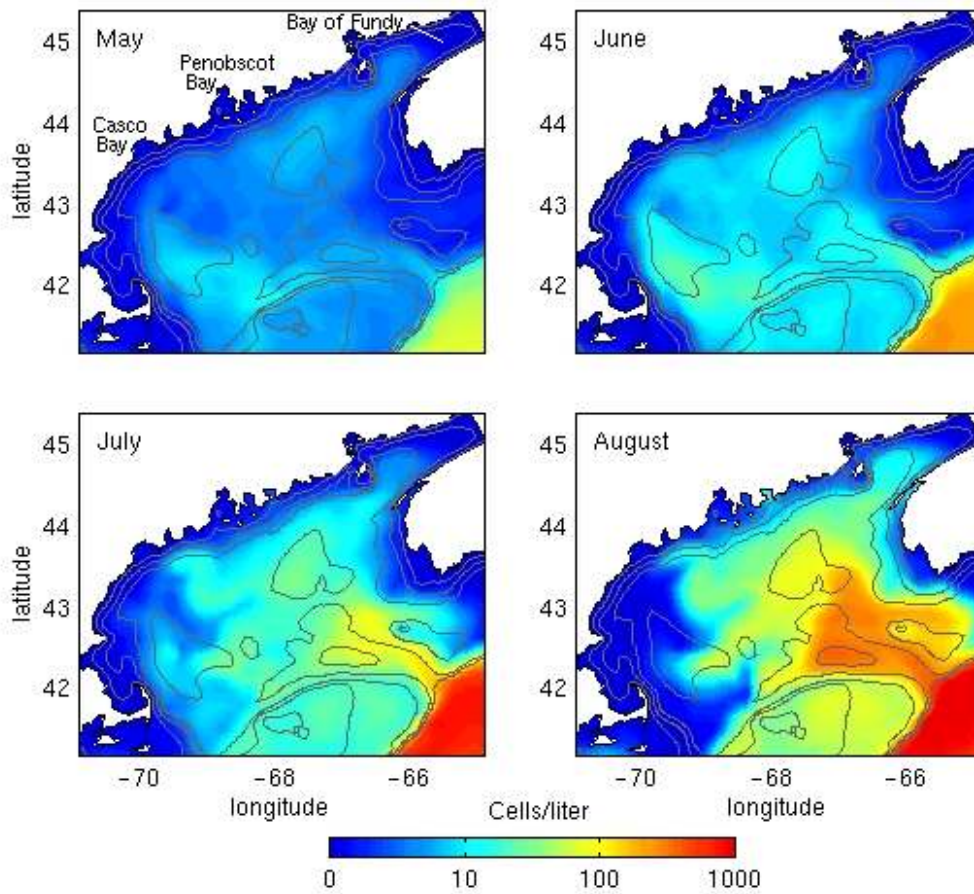 45
May
Bay of Fundy
Penobscot
Bay
44
Casco
Bay
latitude
43
42
45
June
44
43
42
45
July
44
latitude
43
42
−70
−68
−66
longitude
45
August
44
43
42
−70
−68
−66
longitude
Cells/liter
0
10
100
1000